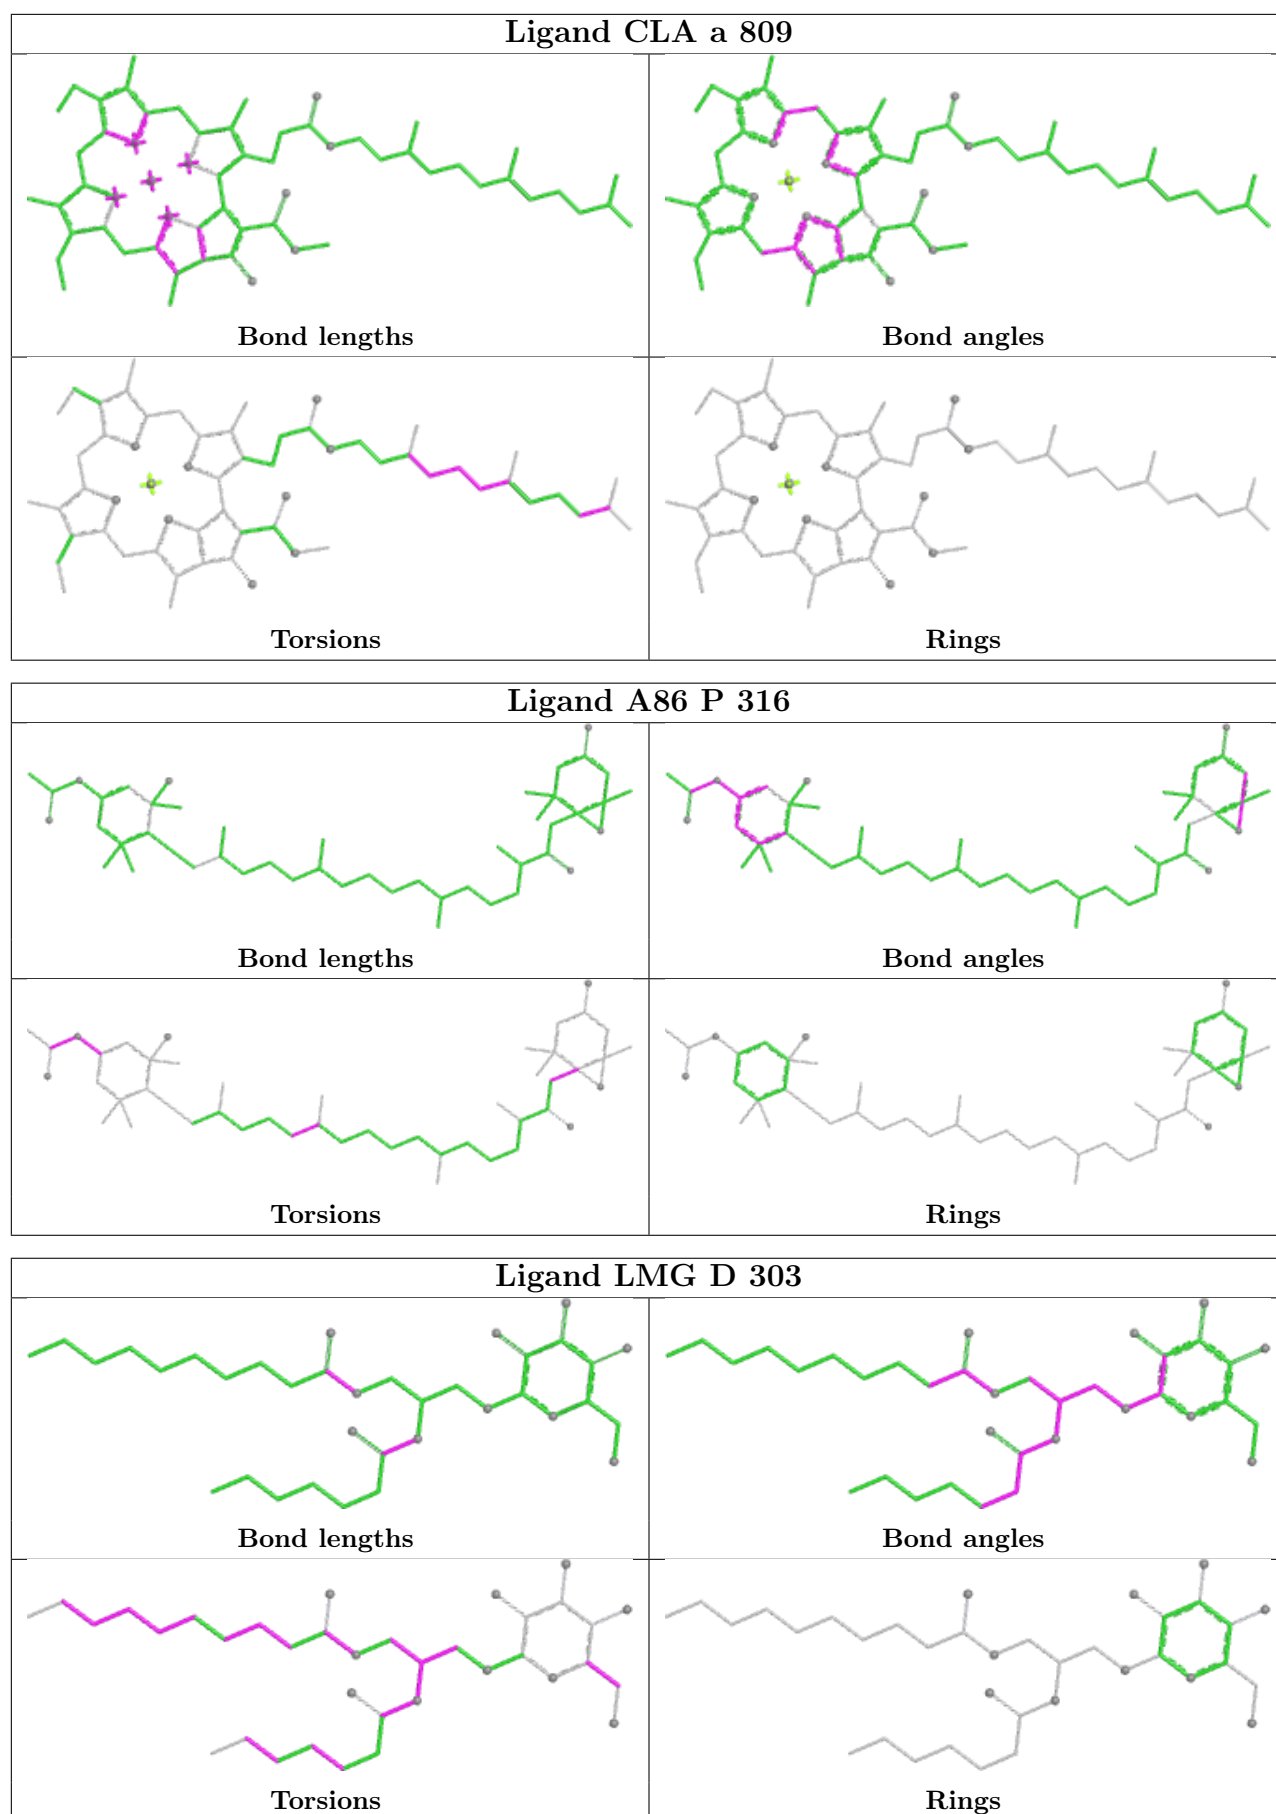 Ligand CLA a 809
Bond lengths
Bond angles
Torsions
Rings
Ligand A86 P 316
Bond lengths
Bond angles
Torsions
Rings
Ligand LMG D 303
Bond lengths
Bond angles
Torsions
Rings